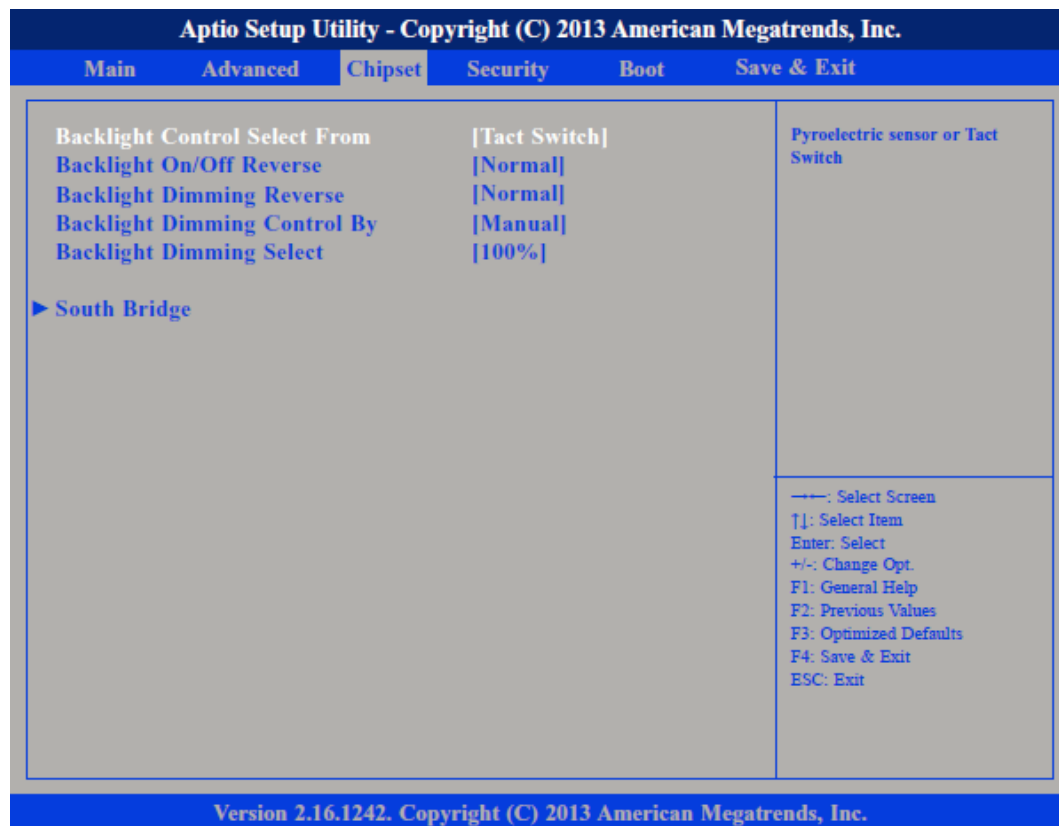 Aptio Setup Utility - Copyright (C) 2013 American Megatrends, Inc.
Main Advanced Chipset Security Boot Save & Exit
Backlight Control Select From [Tact Switch]
Backlight On/Off Reverse [Normal]
Backlight Dimming Reverse [Normal]
Backlight Dimming Control By [Manual]
Backlight Dimming Select [100%]
► South Bridge
Pyroelectric sensor or Tact
Switch
→←: Select Screen
↑↓: Select Item
Enter: Select
+/-: Change Opt.
F1: General Help
F2: Previous Values
F3: Optimized Defaults
F4: Save & Exit
ESC: Exit
Version 2.16.1242. Copyright (C) 2013 American Megatrends, Inc.